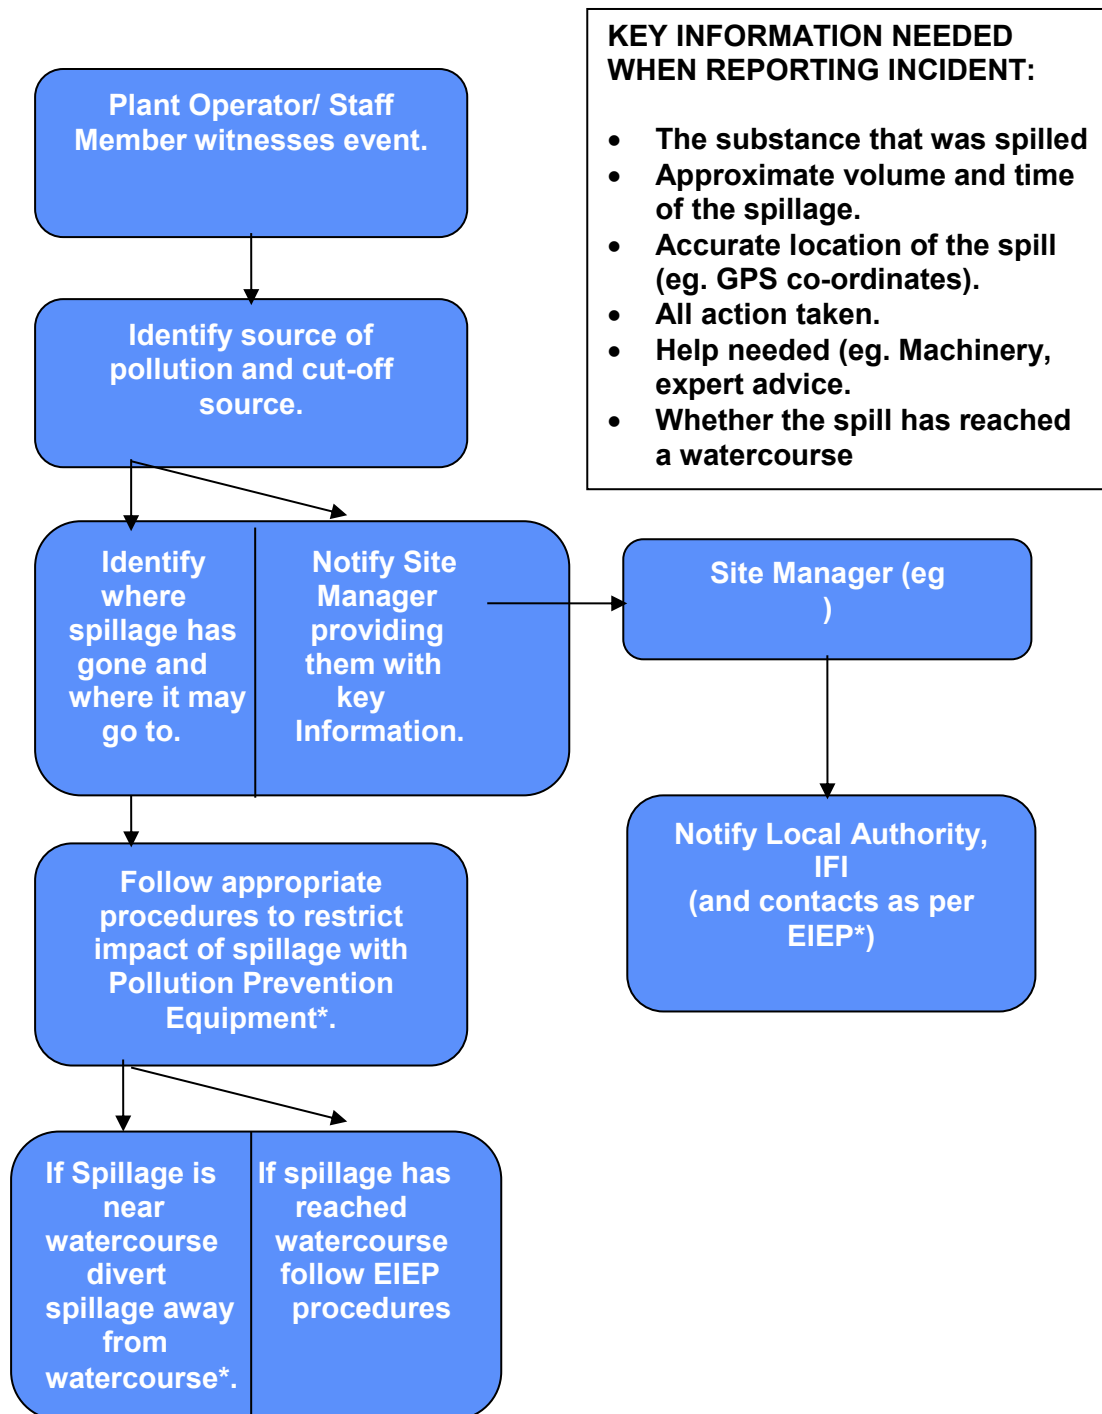 KEY INFORMATION NEEDED
WHEN REPORTING INCIDENT:
• The substance that was spilled
• Approximate volume and time
of the spillage.
• Accurate location of the spill
(eg. GPS co-ordinates).
• All action taken.
• Help needed (eg. Machinery,
expert advice.
• Whether the spill has reached
a watercourse
Plant Operator/ Staff
Member witnesses event.
Identify source of
pollution and cut-off
source.
Identify
where
spillage has
gone and
where it may
go to.
Notify Site
Manager
providing
them with
key
Information.
Site Manager (eg
)
Notify Local Authority,
IFI
(and contacts as per
EIEP*)
Follow appropriate
procedures to restrict
impact of spillage with
Pollution Prevention
Equipment*.
If Spillage is
near
watercourse
divert
spillage away
from
watercourse*.
If spillage has
reached
watercourse
follow EIEP
procedures